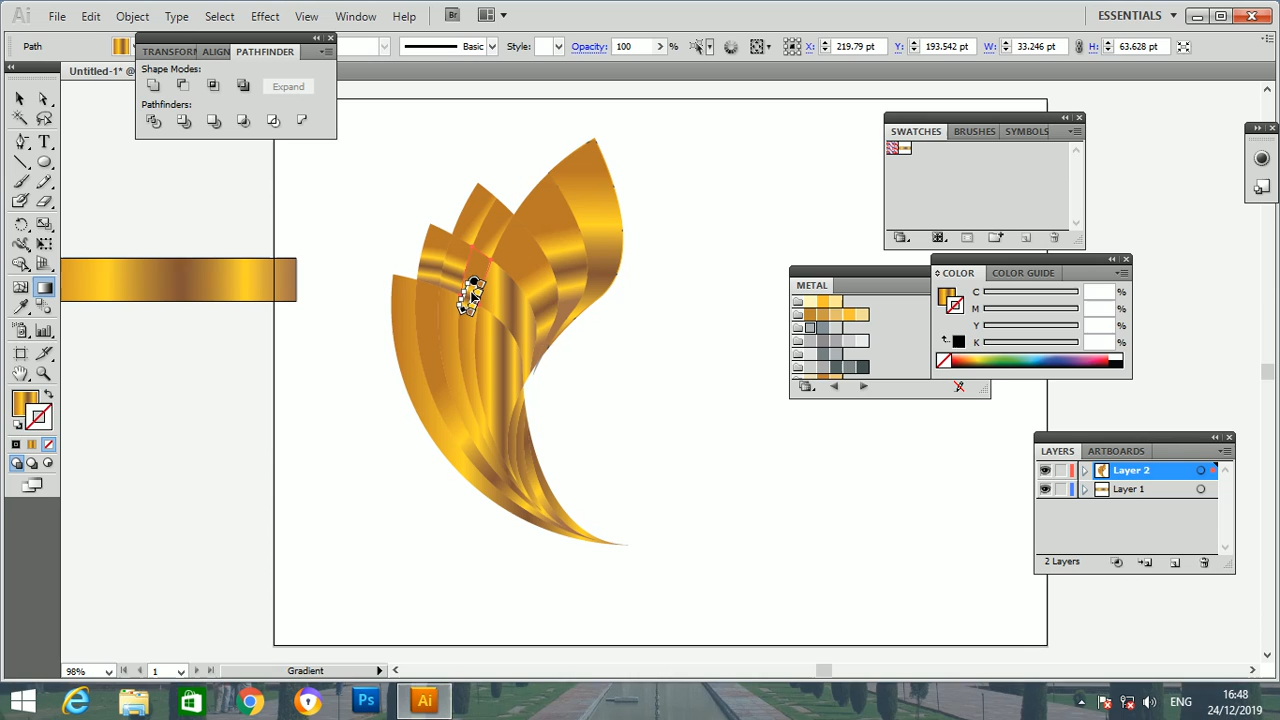 Ai File Edit Object Type Select Effect View Window Help Br ESSENTIALS
Path Basic Style: Opacity: 100 % X: 219.79 pt Y: 193.542 pt W: H: 63.628 pt
TRANSFORM ALIGN PATHFINDER
Untitled-1* @
Shape Modes:
Expand
Pathfinders:
SWATCHES BRUSHES SYMBOLS
METAL
COLOR COLOR GUIDE
C %
M %
Y %
K %
LAYERS ARTBOARDS
Layer 2
Layer 1
2 Layers
98% 1 Gradient
Ps Ai ENG 16:48
24/12/2019